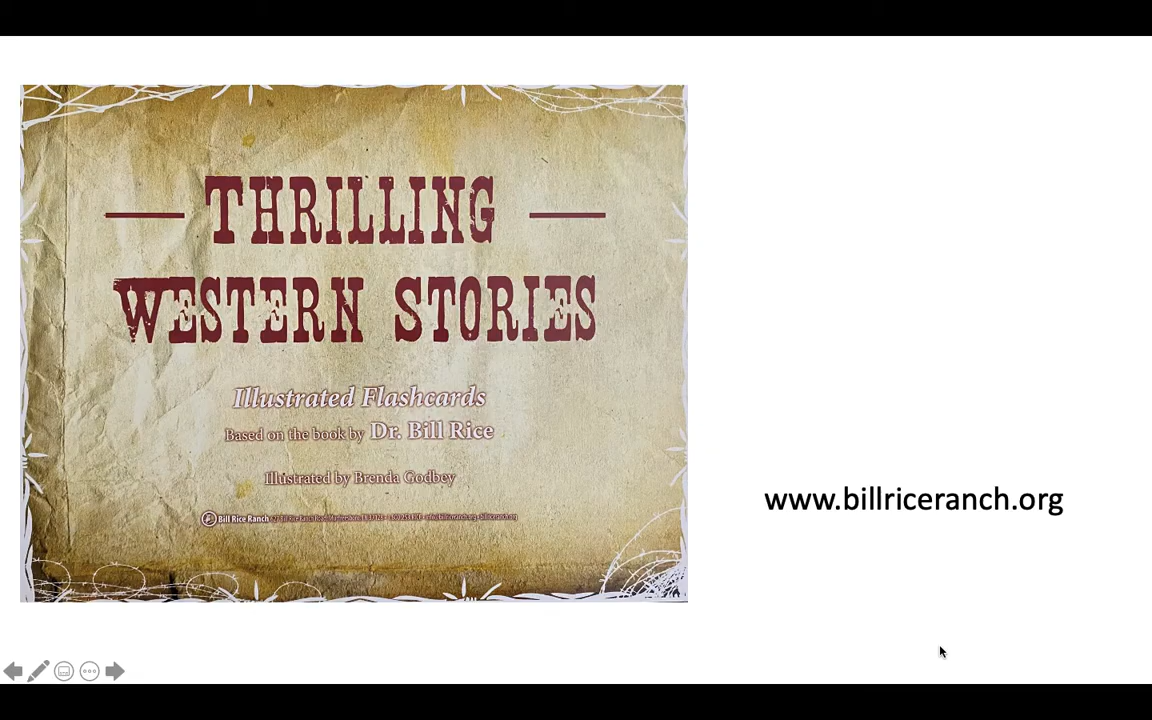 THRILLING
WESTERN STORIES
Illustrated Flashcards
Based on the book by Dr. Bill Rice
Illustrated by Brenda Godbey
Bill Rice Ranch
www.billriceranch.org